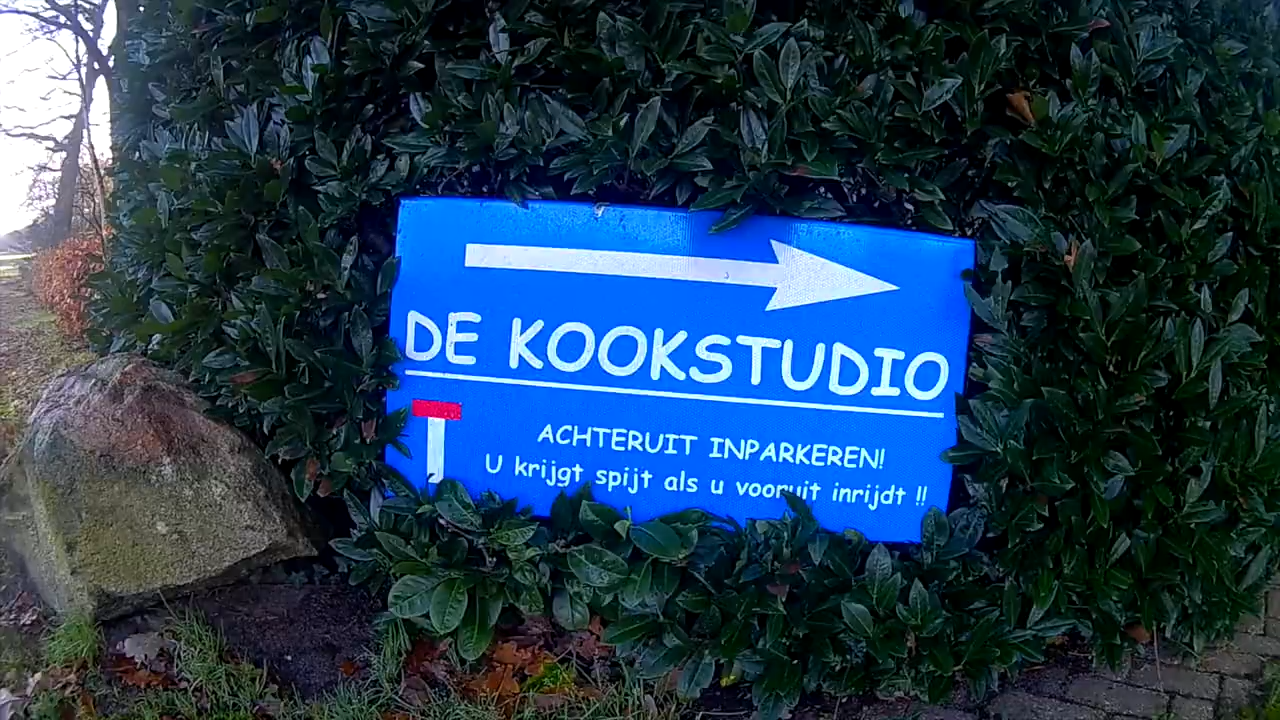 DE KOOKSTUDIO
ACHTERUIT INPARKEREN!
U krijgt spijt als u vooruit inrijdt !!